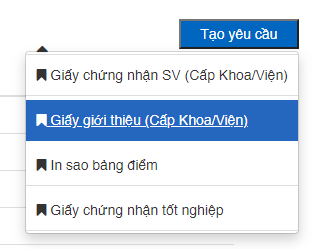 Tạo yêu cầu
Giấy chứng nhận SV (Cấp Khoa/Viện)
Giấy giới thiệu (Cấp Khoa/Viện)
In sao bảng điểm
Giấy chứng nhận tốt nghiệp